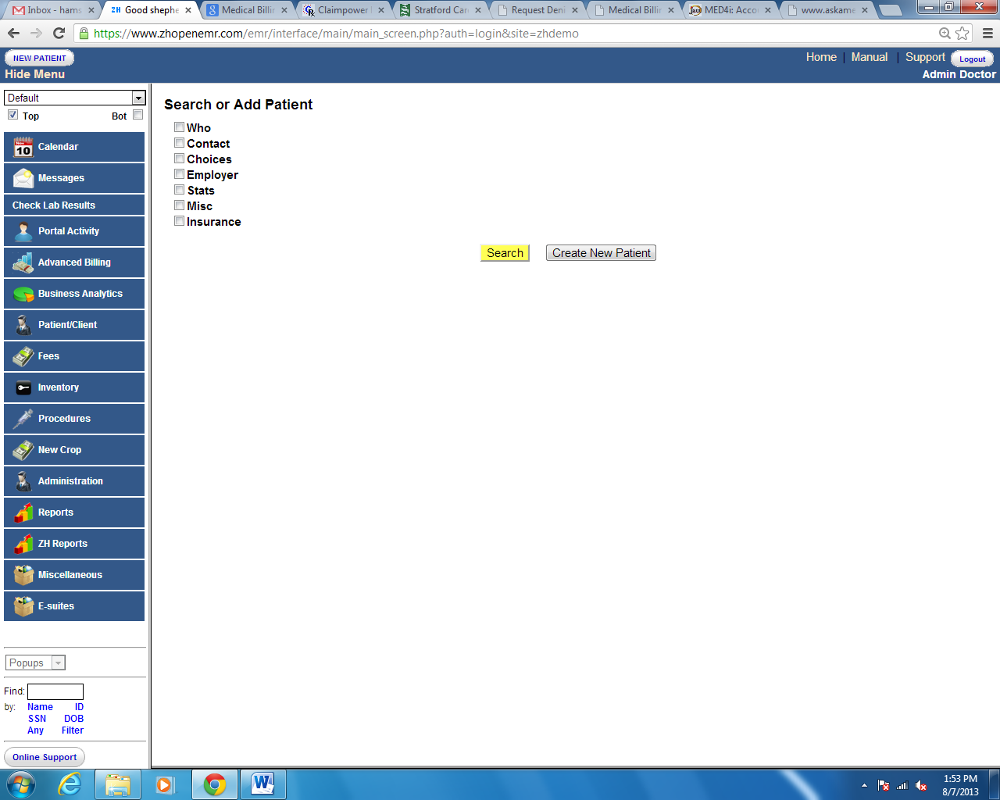 Inbox - hams
Good shephe
Medical Billin
Claimpower
Stratford Car
Request Deni
Medical Billin
MED4i: Acco
www.askame
https://www.zhopenemr.com/emr/interface/main/main_screen.php?auth=login&site=zhdemo
NEW PATIENT
Home | Manual | Support Logout
Hide Menu
Admin Doctor
Default
Top Bot
Search or Add Patient
Who
Contact
Choices
Employer
Stats
Misc
Insurance
Search Create New Patient
Calendar
Messages
Check Lab Results
Portal Activity
Advanced Billing
Business Analytics
Patient/Client
Fees
Inventory
Procedures
New Crop
Administration
Reports
ZH Reports
Miscellaneous
E-suites
Popups
Find:
by: Name ID
SSN DOB
Any Filter
Online Support
1:53 PM
8/7/2013